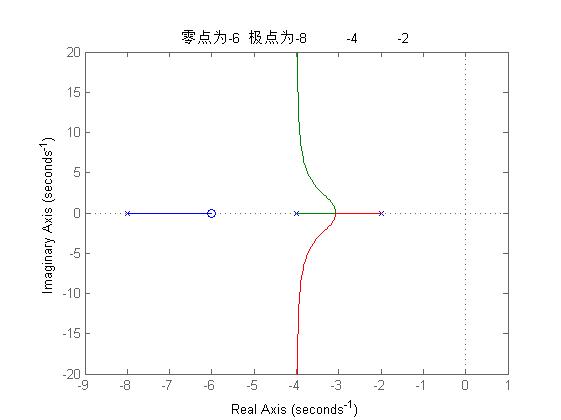 零点为-6 极点为-8 -4 -2
20
15
10
5
0
-5
-10
-15
-20
Imaginary Axis (seconds⁻¹)
-9 -8 -7 -6 -5 -4 -3 -2 -1 0 1
Real Axis (seconds⁻¹)